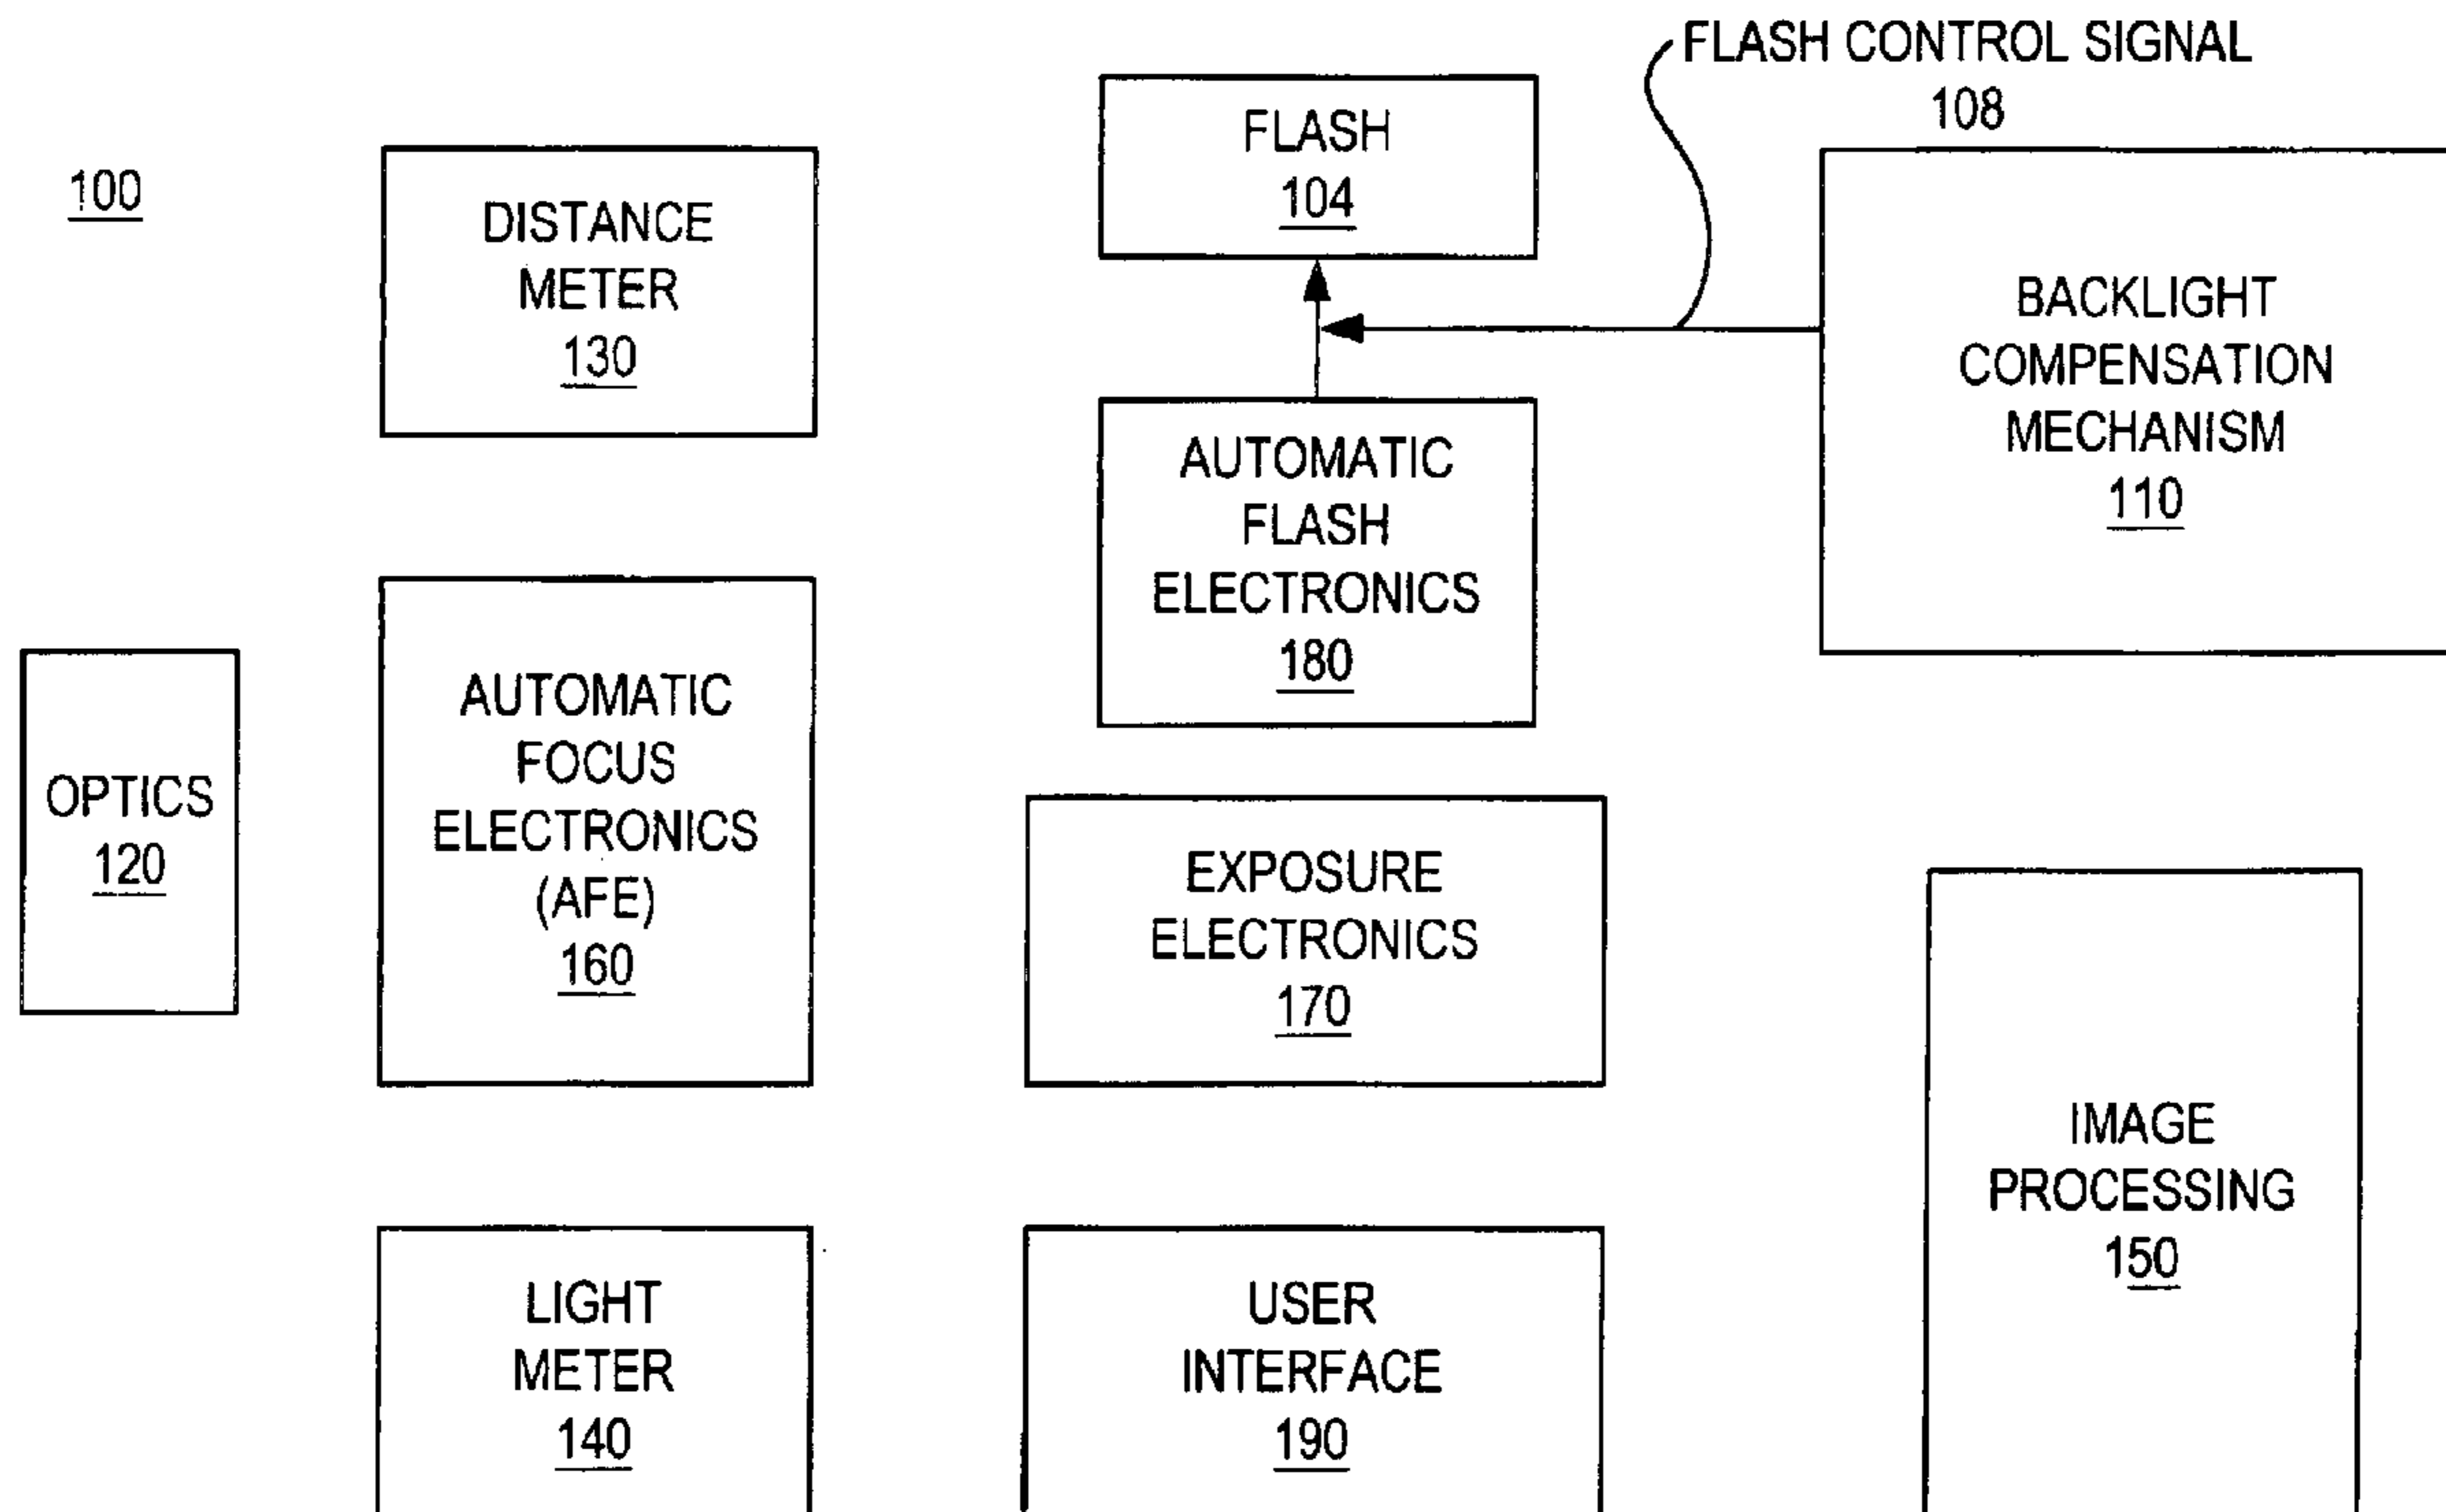 100
DISTANCE
METER
130
FLASH
104
FLASH CONTROL SIGNAL
108
BACKLIGHT
COMPENSATION
MECHANISM
110
AUTOMATIC
FLASH
ELECTRONICS
180
OPTICS
120
AUTOMATIC
FOCUS
ELECTRONICS
(AFE)
160
EXPOSURE
ELECTRONICS
170
IMAGE
PROCESSING
150
LIGHT
METER
140
USER
INTERFACE
190